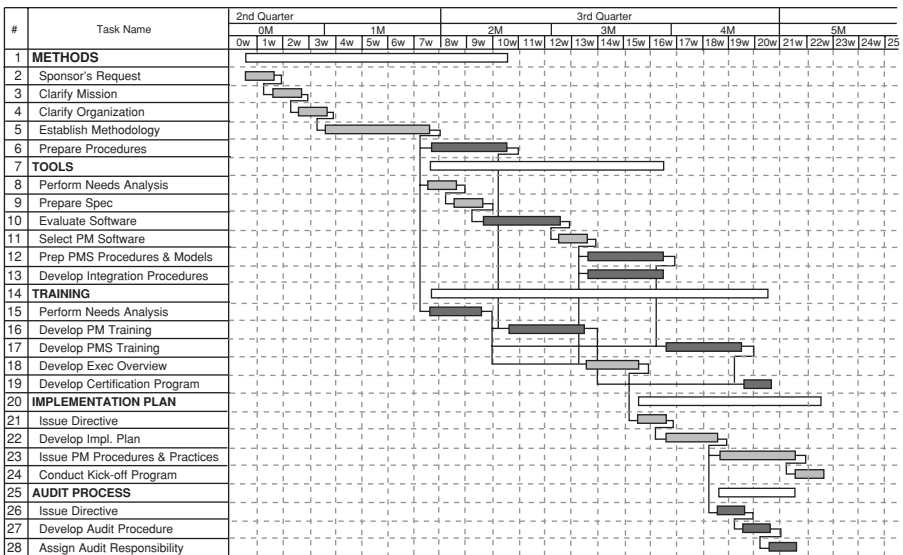 2nd Quarter 3rd Quarter
# Task Name 0M 1M 2M 3M 4M 5M
0w 1w 2w 3w 4w 5w 6w 7w 8w 9w 10w 11w 12w 13w 14w 15w 16w 17w 18w 19w 20w 21w 22w 23w 24w 25
1 METHODS
2 Sponsor's Request
3 Clarify Mission
4 Clarify Organization
5 Establish Methodology
6 Prepare Procedures
7 TOOLS
8 Perform Needs Analysis
9 Prepare Spec
10 Evaluate Software
11 Select PM Software
12 Prep PMS Procedures & Models
13 Develop Integration Procedures
14 TRAINING
15 Perform Needs Analysis
16 Develop PM Training
17 Develop PMS Training
18 Develop Exec Overview
19 Develop Certification Program
20 IMPLEMENTATION PLAN
21 Issue Directive
22 Develop Impl. Plan
23 Issue PM Procedures & Practices
24 Conduct Kick-off Program
25 AUDIT PROCESS
26 Issue Directive
27 Develop Audit Procedure
28 Assign Audit Responsibility